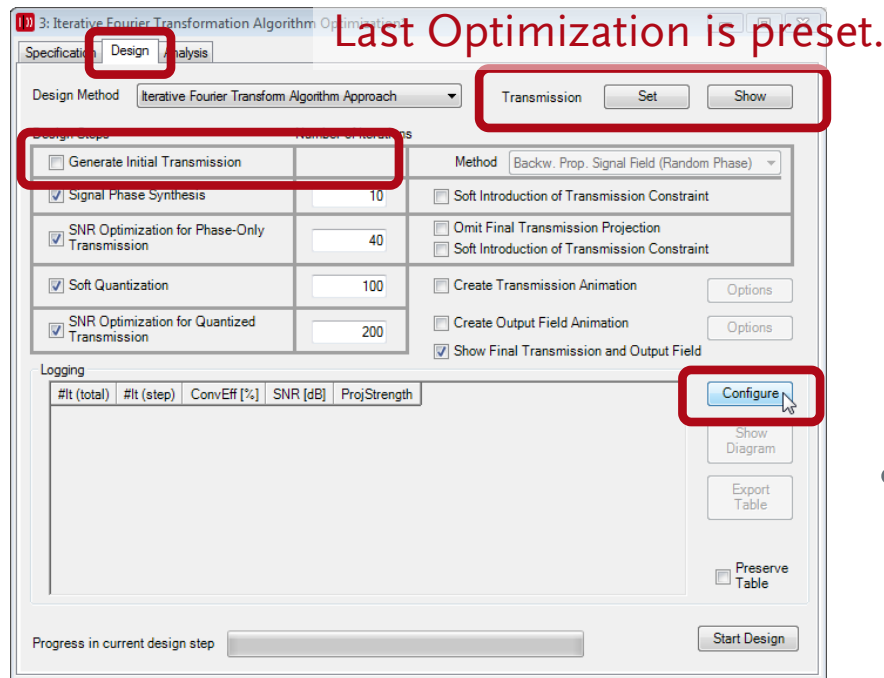 3: Iterative Fourier Transformation Algorithm Optimization
Last Optimization is preset.
Specification Design Analysis
Design Method Iterative Fourier Transform Algorithm Approach Transmission Set Show
Design Steps Number of Iterations
Generate Initial Transmission Method Backw. Prop. Signal Field (Random Phase)
Signal Phase Synthesis 10 Soft Introduction of Transmission Constraint
SNR Optimization for Phase-Only
Transmission 40 Omit Final Transmission Projection
Soft Introduction of Transmission Constraint
Soft Quantization 100 Create Transmission Animation Options
SNR Optimization for Quantized
Transmission 200 Create Output Field Animation Options
Show Final Transmission and Output Field
Logging
#It (total) #It (step) ConvEff [%] SNR [dB] ProjStrength Configure
Show
Diagram
Export
Table
Preserve
Table
Progress in current design step Start Design